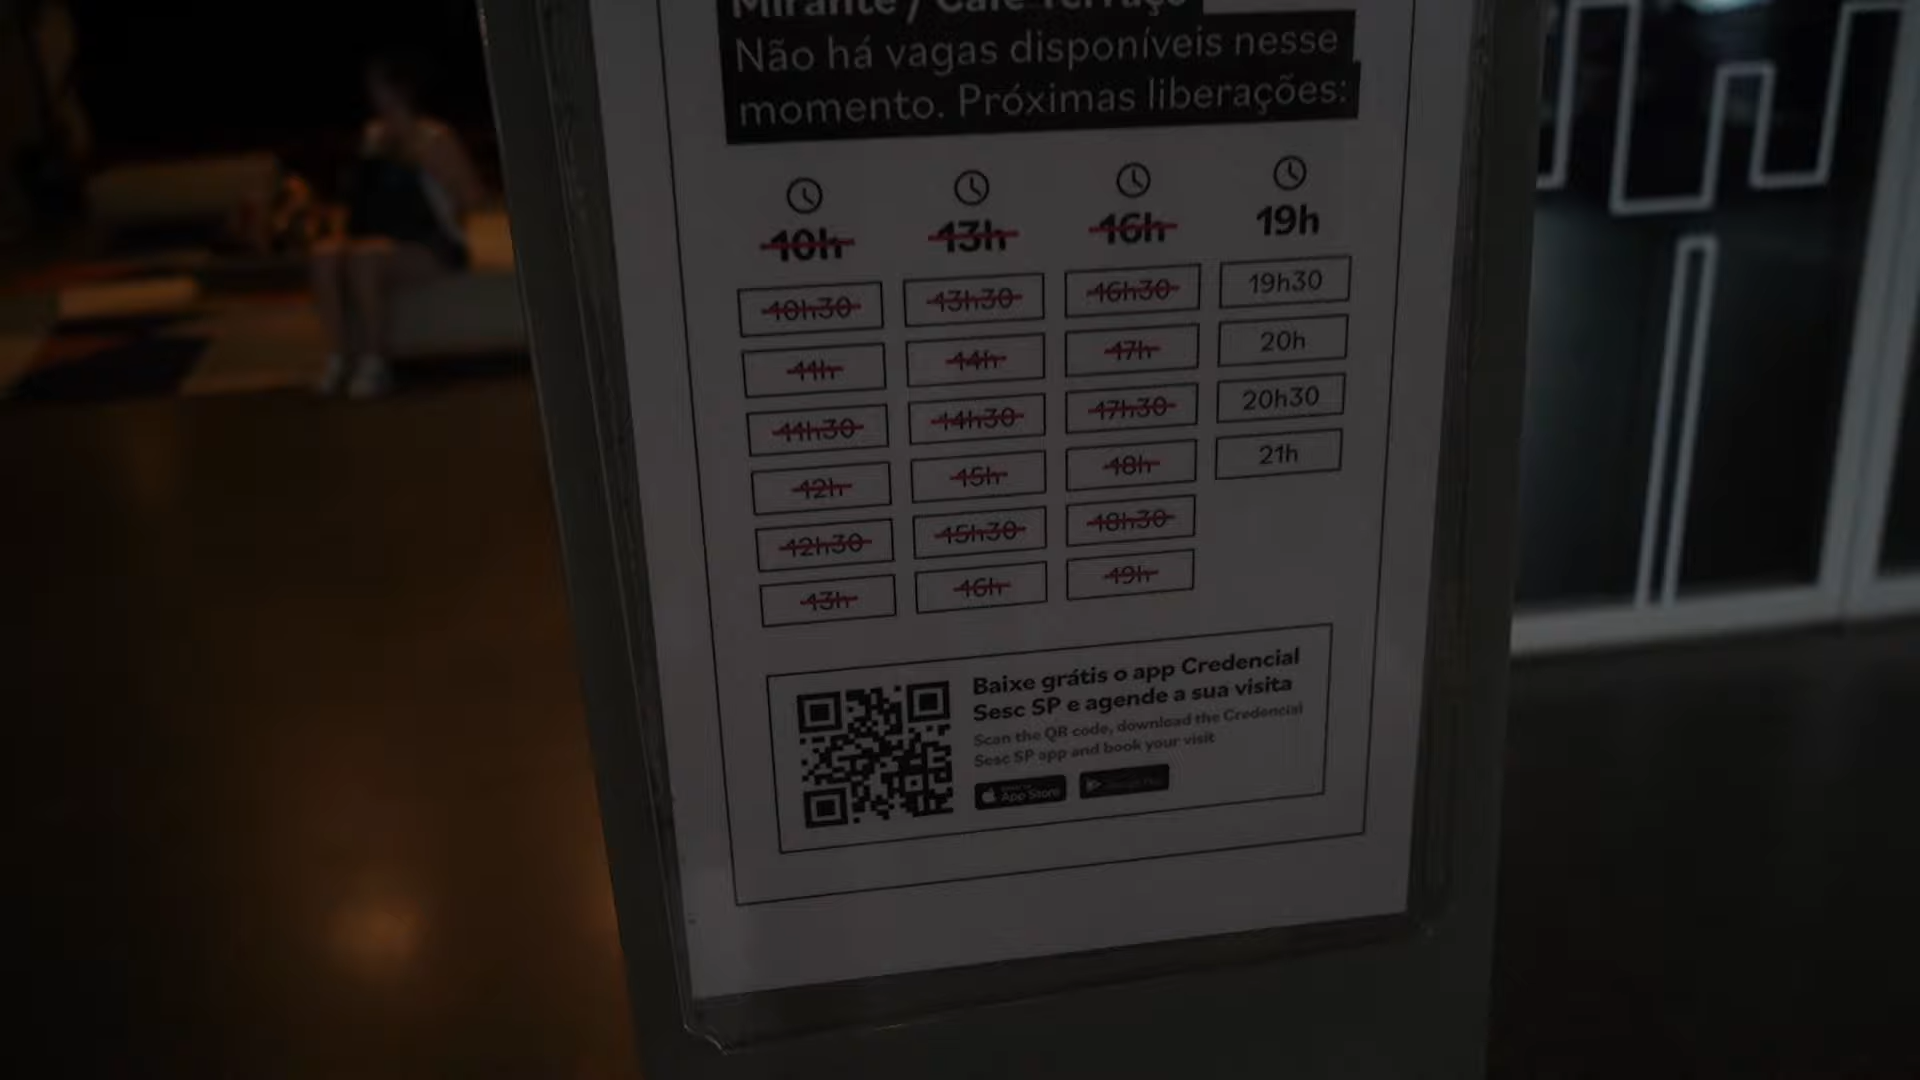 Mirante / Café Terraço
Não há vagas disponíveis nesse
momento. Próximas liberações:
10h 13h 16h 19h
10h30 13h30 16h30 19h30
11h 14h 17h 20h
11h30 14h30 17h30 20h30
12h 15h 18h 21h
12h30 15h30 18h30
13h 16h 19h
Baixe grátis o app Credencial
Sesc SP e agende a sua visita
Scan the QR code, download the Credencial
Sesc SP app and book your visit
App Store